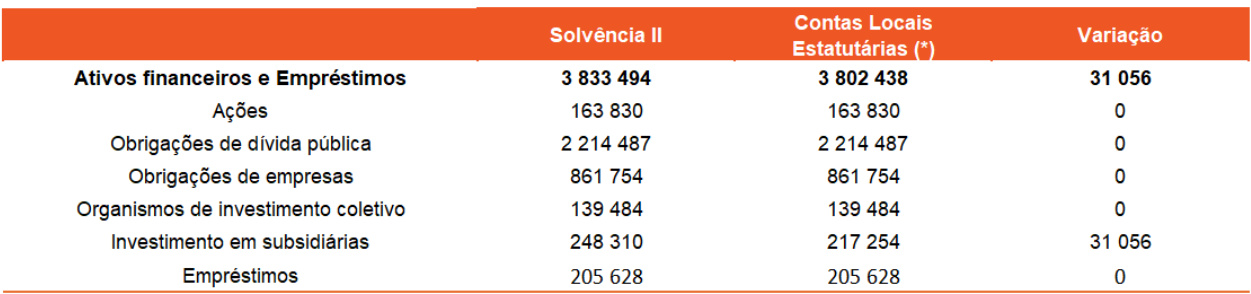 Solvência II Contas Locais Estatutárias (*) Variação
Ativos financeiros e Empréstimos 3 833 494 3 802 438 31 056
Ações 163 830 163 830 0
Obrigações de dívida pública 2 214 487 2 214 487 0
Obrigações de empresas 861 754 861 754 0
Organismos de investimento coletivo 139 484 139 484 0
Investimento em subsidiárias 248 310 217 254 31 056
Empréstimos 205 628 205 628 0